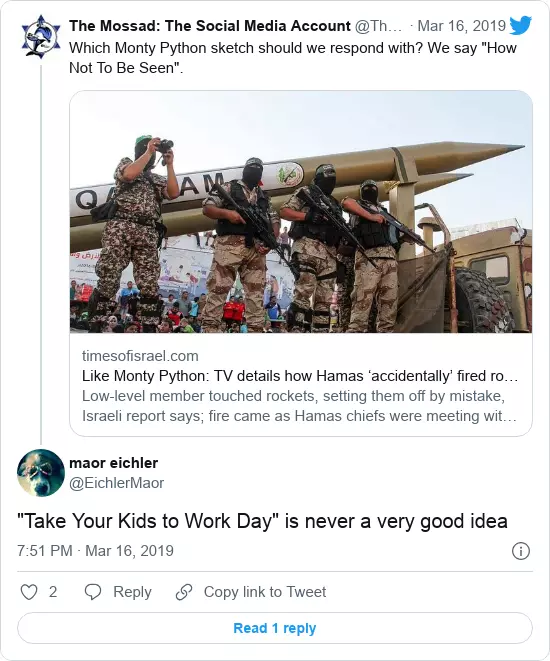 The Mossad: The Social Media Account @Th… · Mar 16, 2019
Which Monty Python sketch should we respond with? We say "How
Not To Be Seen".
QASSAM
timesofisrael.com
Like Monty Python: TV details how Hamas ‘accidentally’ fired ro…
Low-level member touched rockets, setting them off by mistake,
Israeli report says; fire came as Hamas chiefs were meeting wit…
maor eichler
@EichlerMaor
"Take Your Kids to Work Day" is never a very good idea
7:51 PM · Mar 16, 2019
2 Reply Copy link to Tweet
Read 1 reply